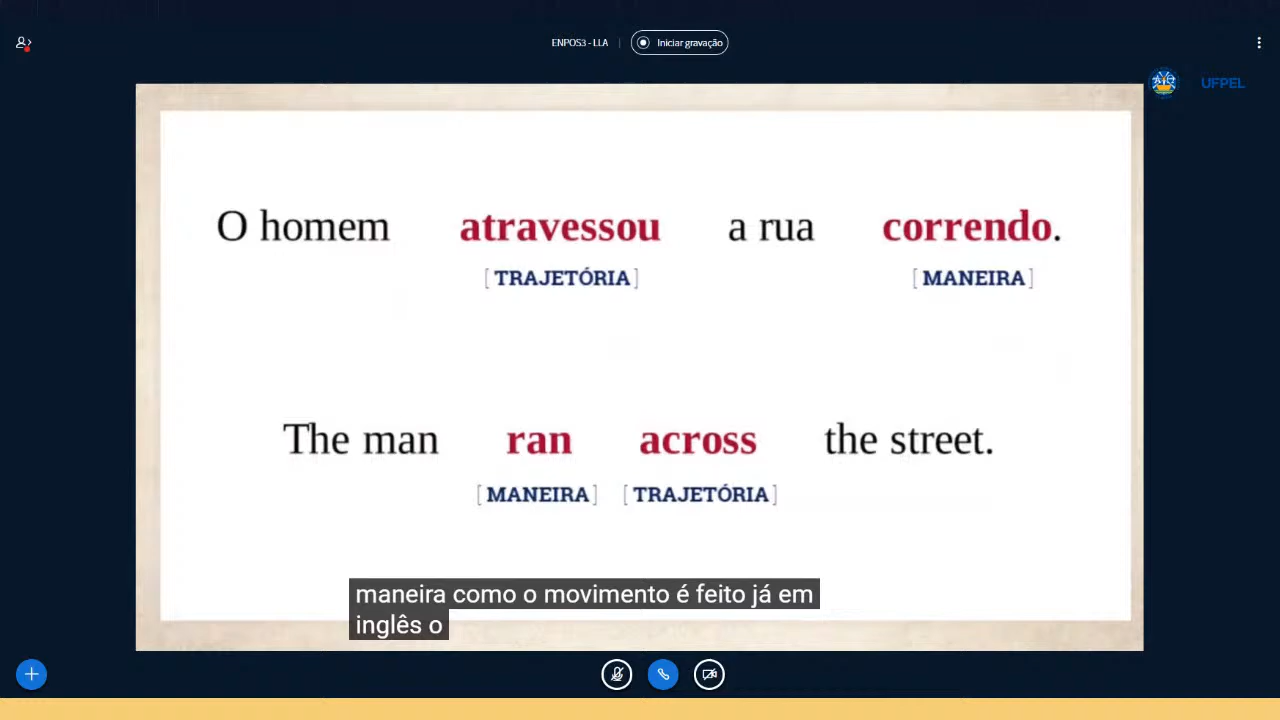 ENPOS3 - LLA
Iniciar gravação
UFPEL
O homem atravessou a rua correndo.
[TRAJETÓRIA] [MANEIRA]
The man ran across the street.
[MANEIRA] [TRAJETÓRIA]
maneira como o movimento é feito já em
inglês o